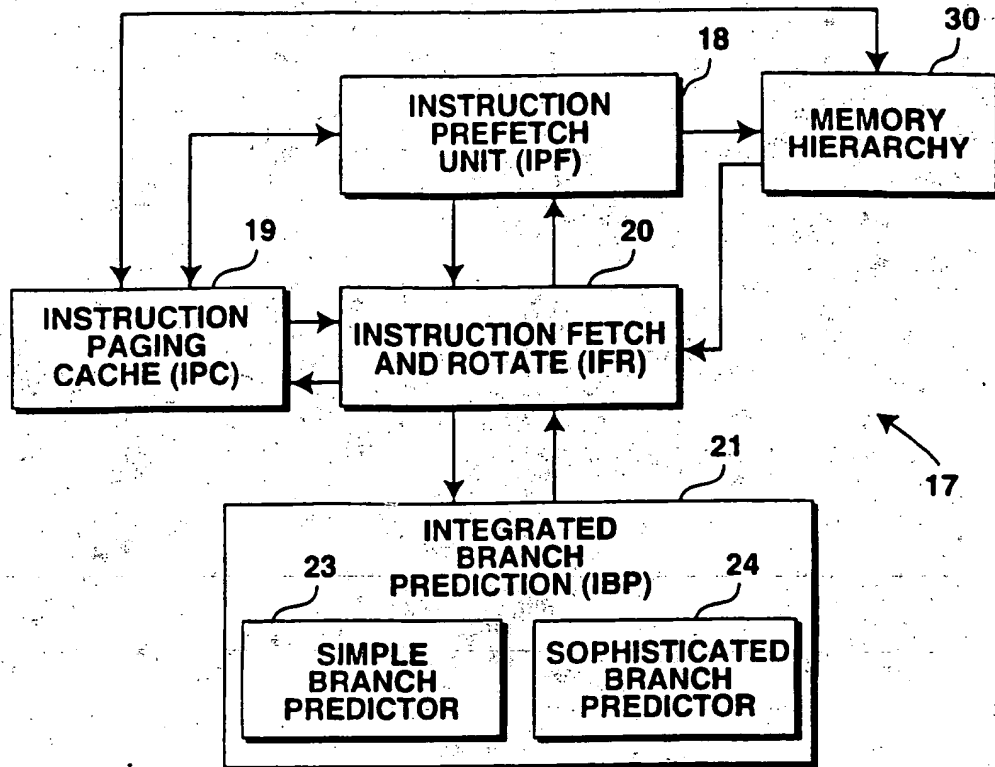 30
18
INSTRUCTION
PREFETCH
UNIT (IPF)
MEMORY
HIERARCHY
19
20
INSTRUCTION
PAGING
CACHE (IPC)
INSTRUCTION FETCH
AND ROTATE (IFR)
21
17
INTEGRATED
BRANCH
PREDICTION (IBP)
23
24
SIMPLE
BRANCH
PREDICTOR
SOPHISTICATED
BRANCH
PREDICTOR